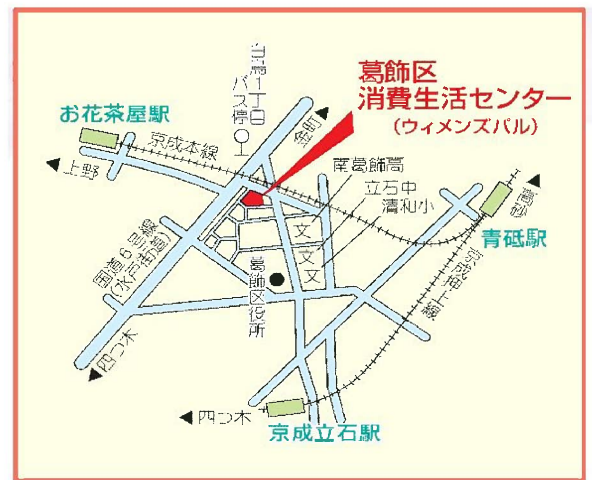 葛飾区
消費生活センター
(ウィメンズパル)
白鳥1丁目
バス停
お花茶屋駅
京成本線
上野
南葛飾高
立石中
清和小
文
文
文
青砥駅
国道6号線
(水戸街道)
葛飾区役所
京成押上線
四つ木
四つ木
京成立石駅